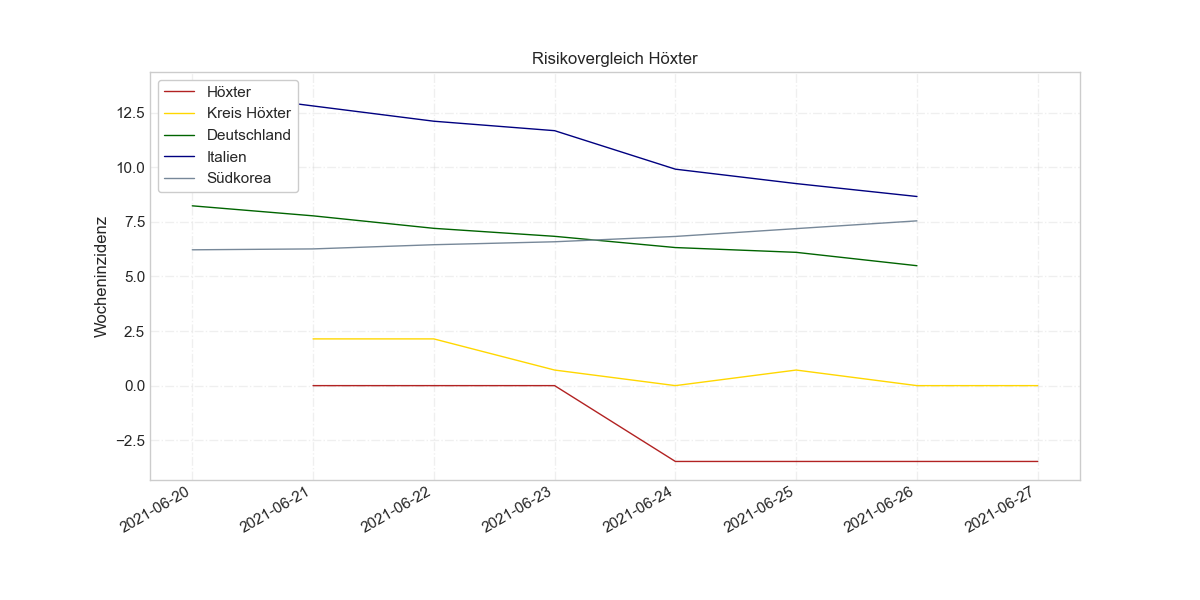 Risikovergleich Höxter
Höxter
Kreis Höxter
Deutschland
Italien
Südkorea
Wocheninzidenz
12.5
10.0
7.5
5.0
2.5
0.0
−2.5
2021-06-20
2021-06-21
2021-06-22
2021-06-23
2021-06-24
2021-06-25
2021-06-26
2021-06-27